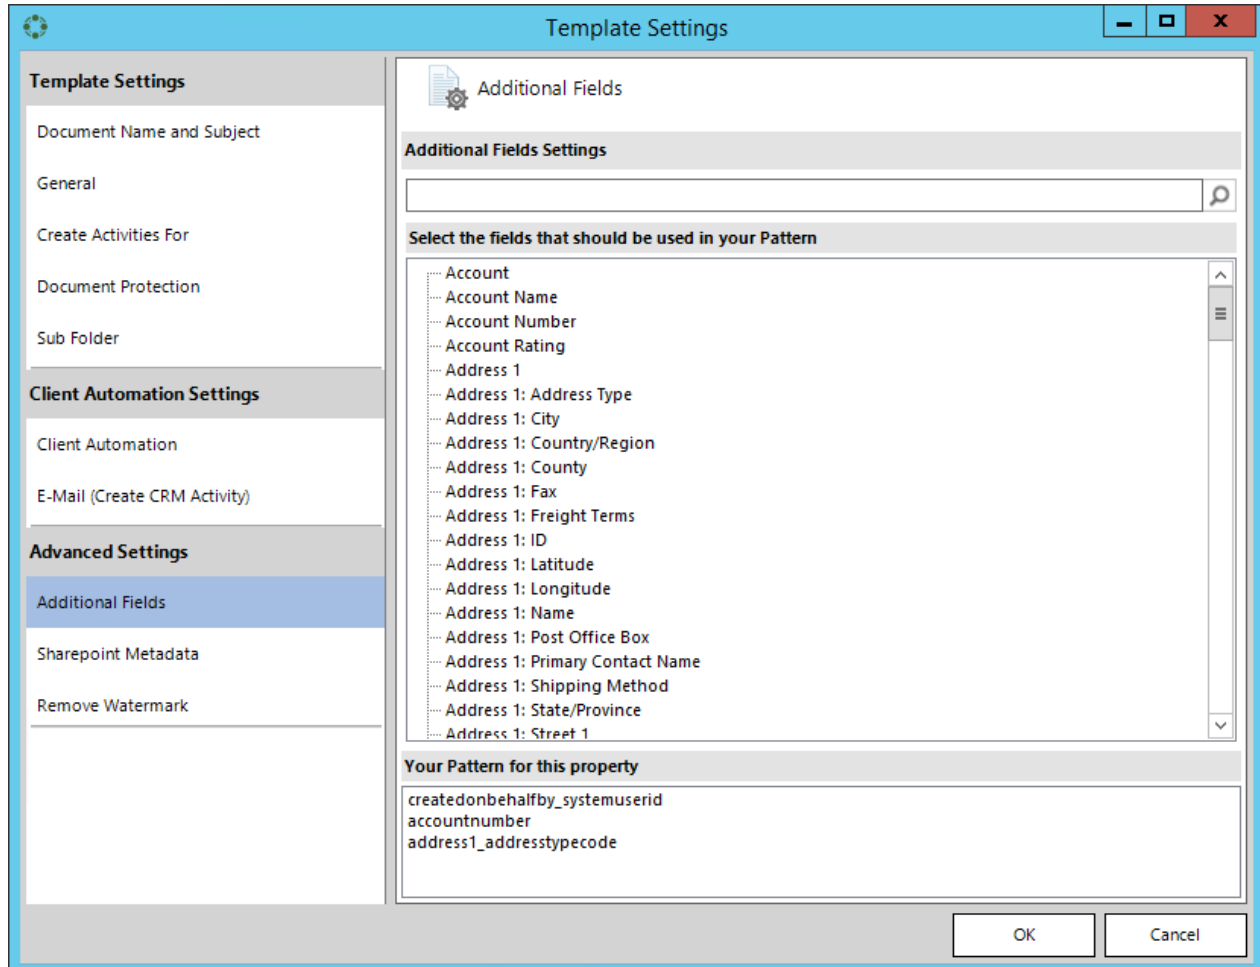 Template Settings
Template Settings
Document Name and Subject
General
Create Activities For
Document Protection
Sub Folder
Client Automation Settings
Client Automation
E-Mail (Create CRM Activity)
Advanced Settings
Additional Fields
Sharepoint Metadata
Remove Watermark
Additional Fields
Additional Fields Settings
Select the fields that should be used in your Pattern
Account
Account Name
Account Number
Account Rating
Address 1
Address 1: Address Type
Address 1: City
Address 1: Country/Region
Address 1: County
Address 1: Fax
Address 1: Freight Terms
Address 1: ID
Address 1: Latitude
Address 1: Longitude
Address 1: Name
Address 1: Post Office Box
Address 1: Primary Contact Name
Address 1: Shipping Method
Address 1: State/Province
Address 1: Street 1
Your Pattern for this property
createdonbehalfby_systemuserid
accountnumber
address1_addresstypecode
OK
Cancel